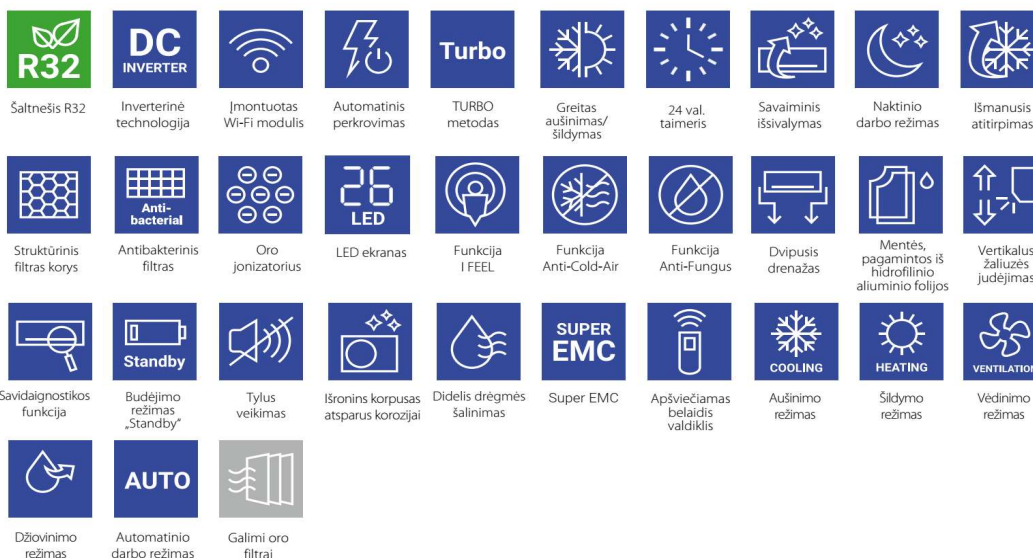 R32
DC
INVERTER
Turbo
Šaltnešis R32
Inverterinė
technologija
Įmontuotas
Wi-Fi modulis
Automatinis
perkrovimas
TURBO
metodas
Greitas
aušinimas/
šildymas
24 val.
taimeris
Savaiminis
išsivalymas
Naktinio
darbo režimas
Išmanusis
atitirpimas
Anti-
bacterial
26
LED
Struktūrinis
filtras korys
Antibakterinis
filtras
Oro
jonizatorius
LED ekranas
Funkcija
I FEEL
Funkcija
Anti-Cold-Air
Funkcija
Anti-Fungus
Dvipusis
drenažas
Mentės,
pagamintos iš
hidrofilinio
aliuminio folijos
Vertikalus
žaliuzės
judėjimas
Standby
SUPER
EMC
COOLING
HEATING
VENTILATION
Savidaignostikos
funkcija
Budėjimo
režimas
„Standby“
Tylus
veikimas
Išronins korpusas
atsparus korozijai
Didelis drėgmės
šalinimas
Super EMC
Apšviečiamas
belaidis
valdiklis
Aušinimo
režimas
Šildymo
režimas
Vėdinimo
režimas
AUTO
Džiovinimo
režimas
Automatinio
darbo režimas
Galimi oro
filtrai